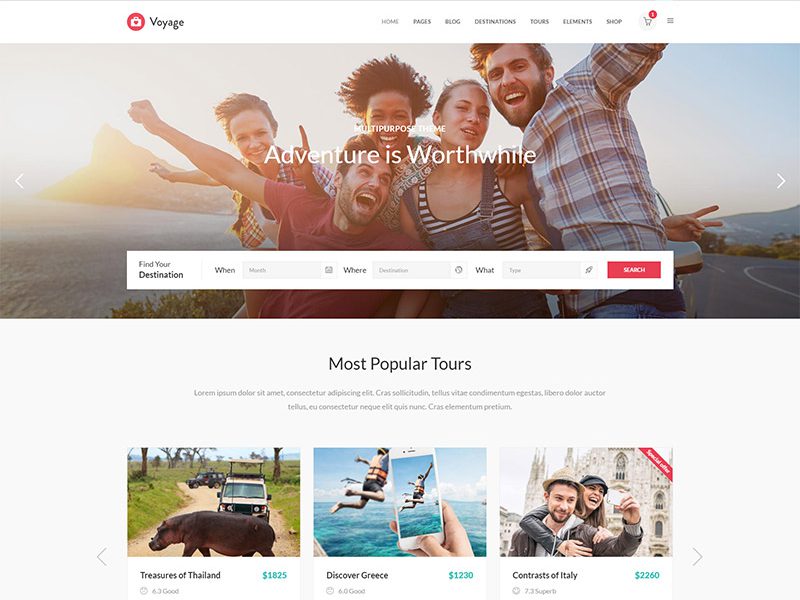 Voyage
HOME PAGES BLOG DESTINATIONS TOURS ELEMENTS SHOP 3
MULTIPURPOSE THEME
Adventure is Worthwhile
Find Your
Destination
When Month Where Destination What Type SEARCH
Most Popular Tours
Lorem ipsum dolor sit amet, consectetur adipiscing elit. Cras sollicitudin, tellus vitae condimentum egestas, libero dolor auctor
tellus, eu consectetur neque elit quis nunc. Cras elementum pretium.
Special offer
Treasures of Thailand $1825
6.3 Good
Discover Greece $1230
6.0 Good
Contrasts of Italy $2260
7.3 Superb